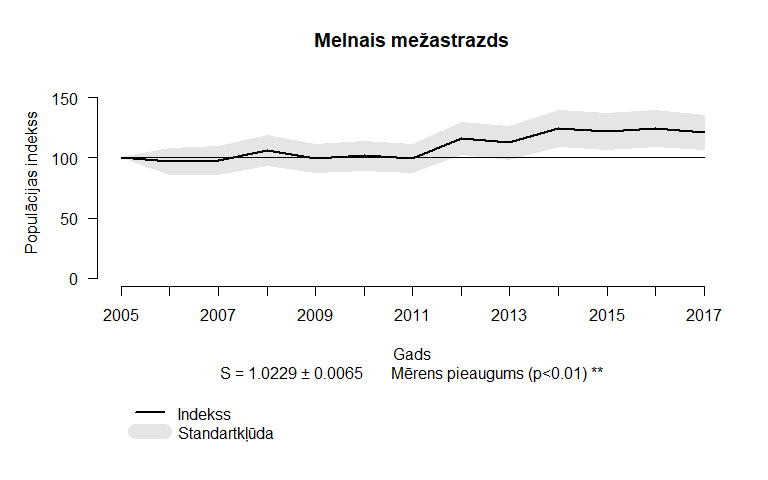 Melnais mežastrazds
Populācijas indekss
150
100
50
0
2005 2007 2009 2011 2013 2015 2017
Gads
S = 1.0229 ± 0.0065 Mērens pieaugums (p<0.01) **
Indekss
Standartkļūda